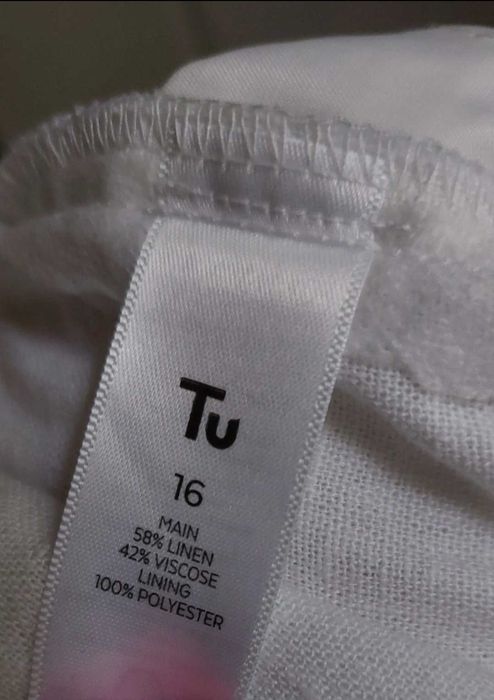 Tu
16
MAIN
58% LINEN
42% VISCOSE
LINING
100% POLYESTER